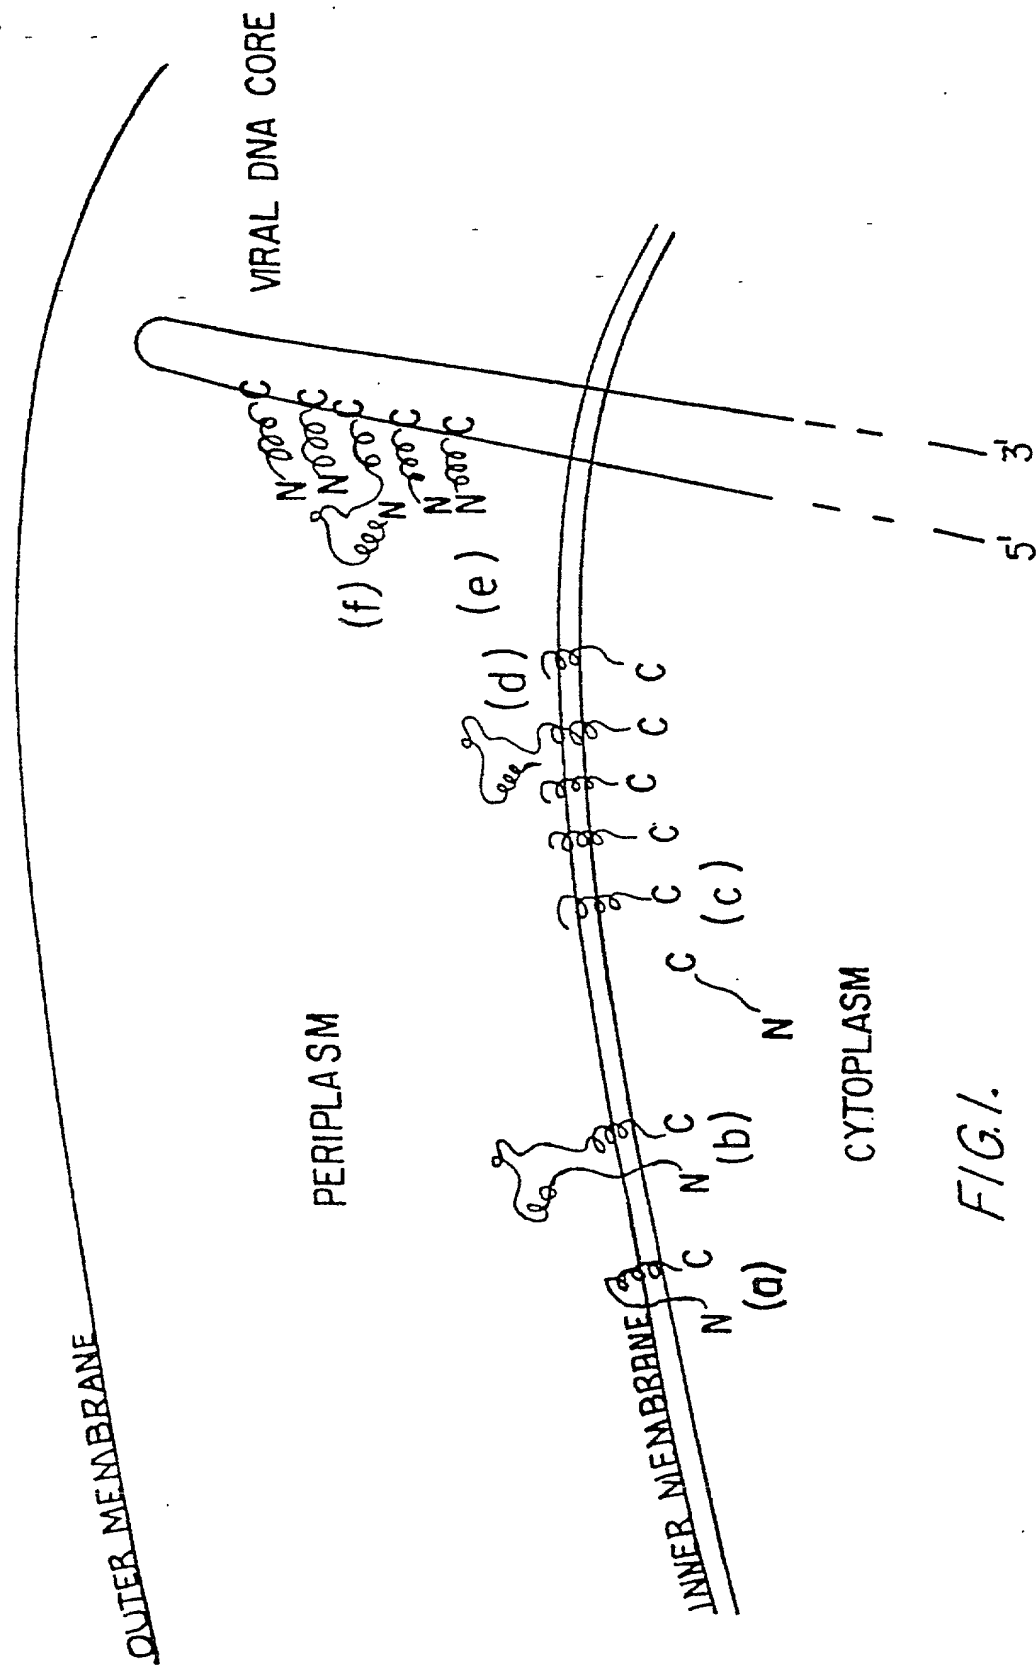 OUTER MEMBRANE
VIRAL DNA CORE
PERIPLASM
N C
N C
(f) N C
N C
(e) N C
(d)
INNER MEMBRANE
N C
(a)
N C
(b)
N C
C C C C C
(c)
CYTOPLASM
5' 3'
FIG.1.